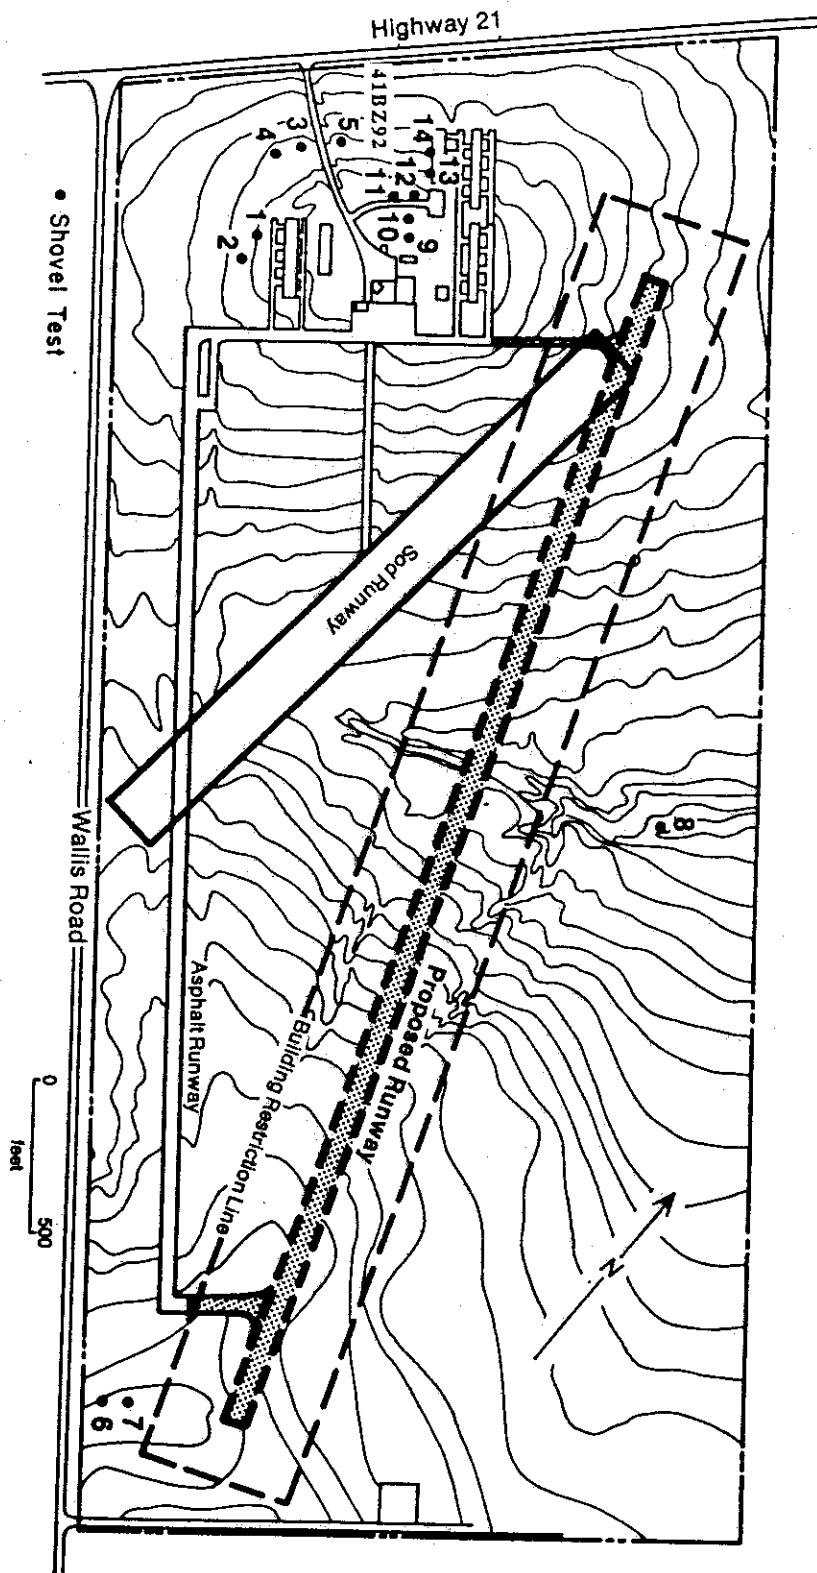 Highway 21
41BZ92
5
3
4
14
13
12
11
10
9
1
2
Shovel Test
Sod Runway
8
Wallis Road
Asphalt Runway
Building Restriction Line
Proposed Runway
0
500
feet
N
7
6